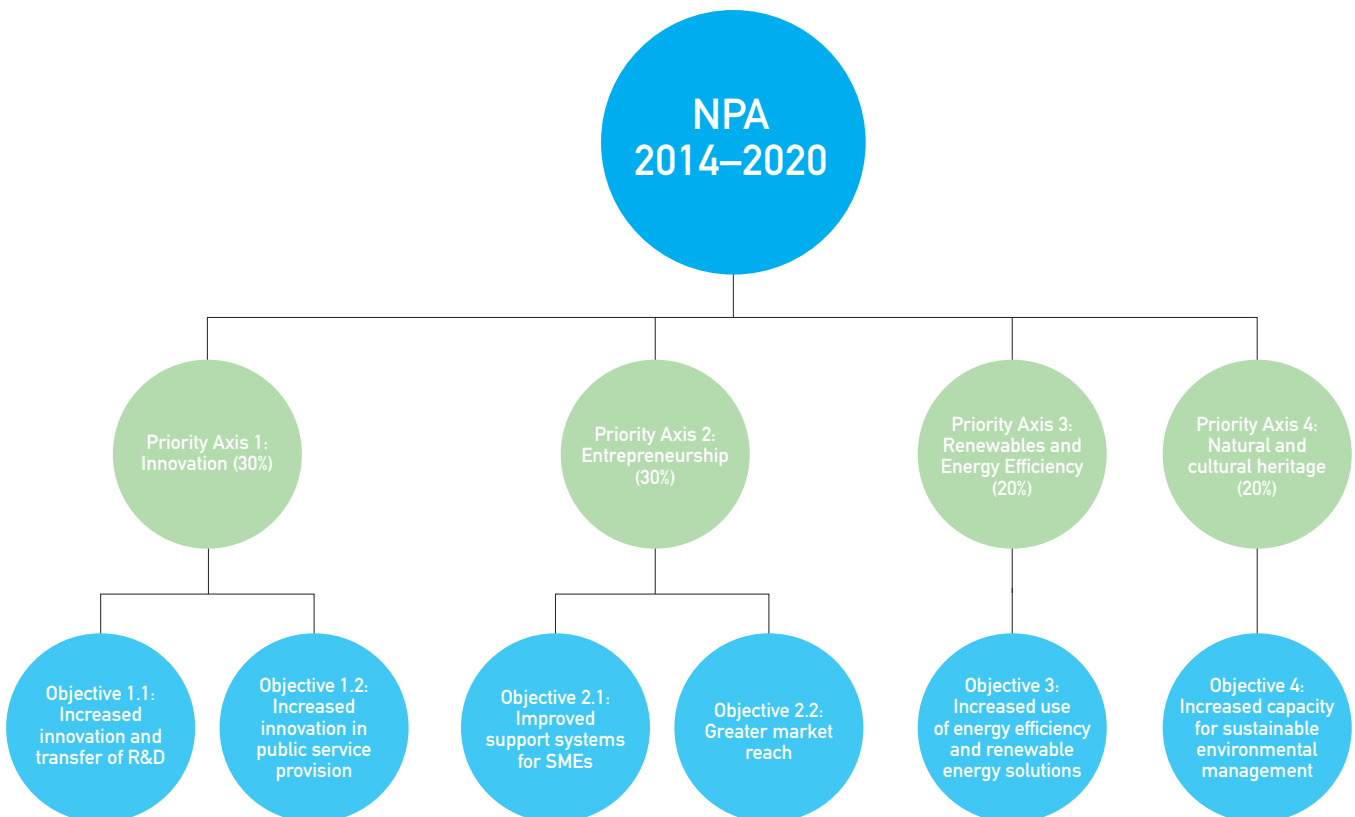 NPA
2014–2020
Priority Axis 1:
Innovation (30%)
Priority Axis 2:
Entrepreneurship
(30%)
Priority Axis 3:
Renewables and
Energy Efficiency
(20%)
Priority Axis 4:
Natural and
cultural heritage
(20%)
Objective 1.1:
Increased
innovation and
transfer of R&D
Objective 1.2:
Increased
innovation in
public service
provision
Objective 2.1:
Improved
support systems
for SMEs
Objective 2.2:
Greater market
reach
Objective 3:
Increased use
of energy efficiency
and renewable
energy solutions
Objective 4:
Increased capacity
for sustainable
environmental
management